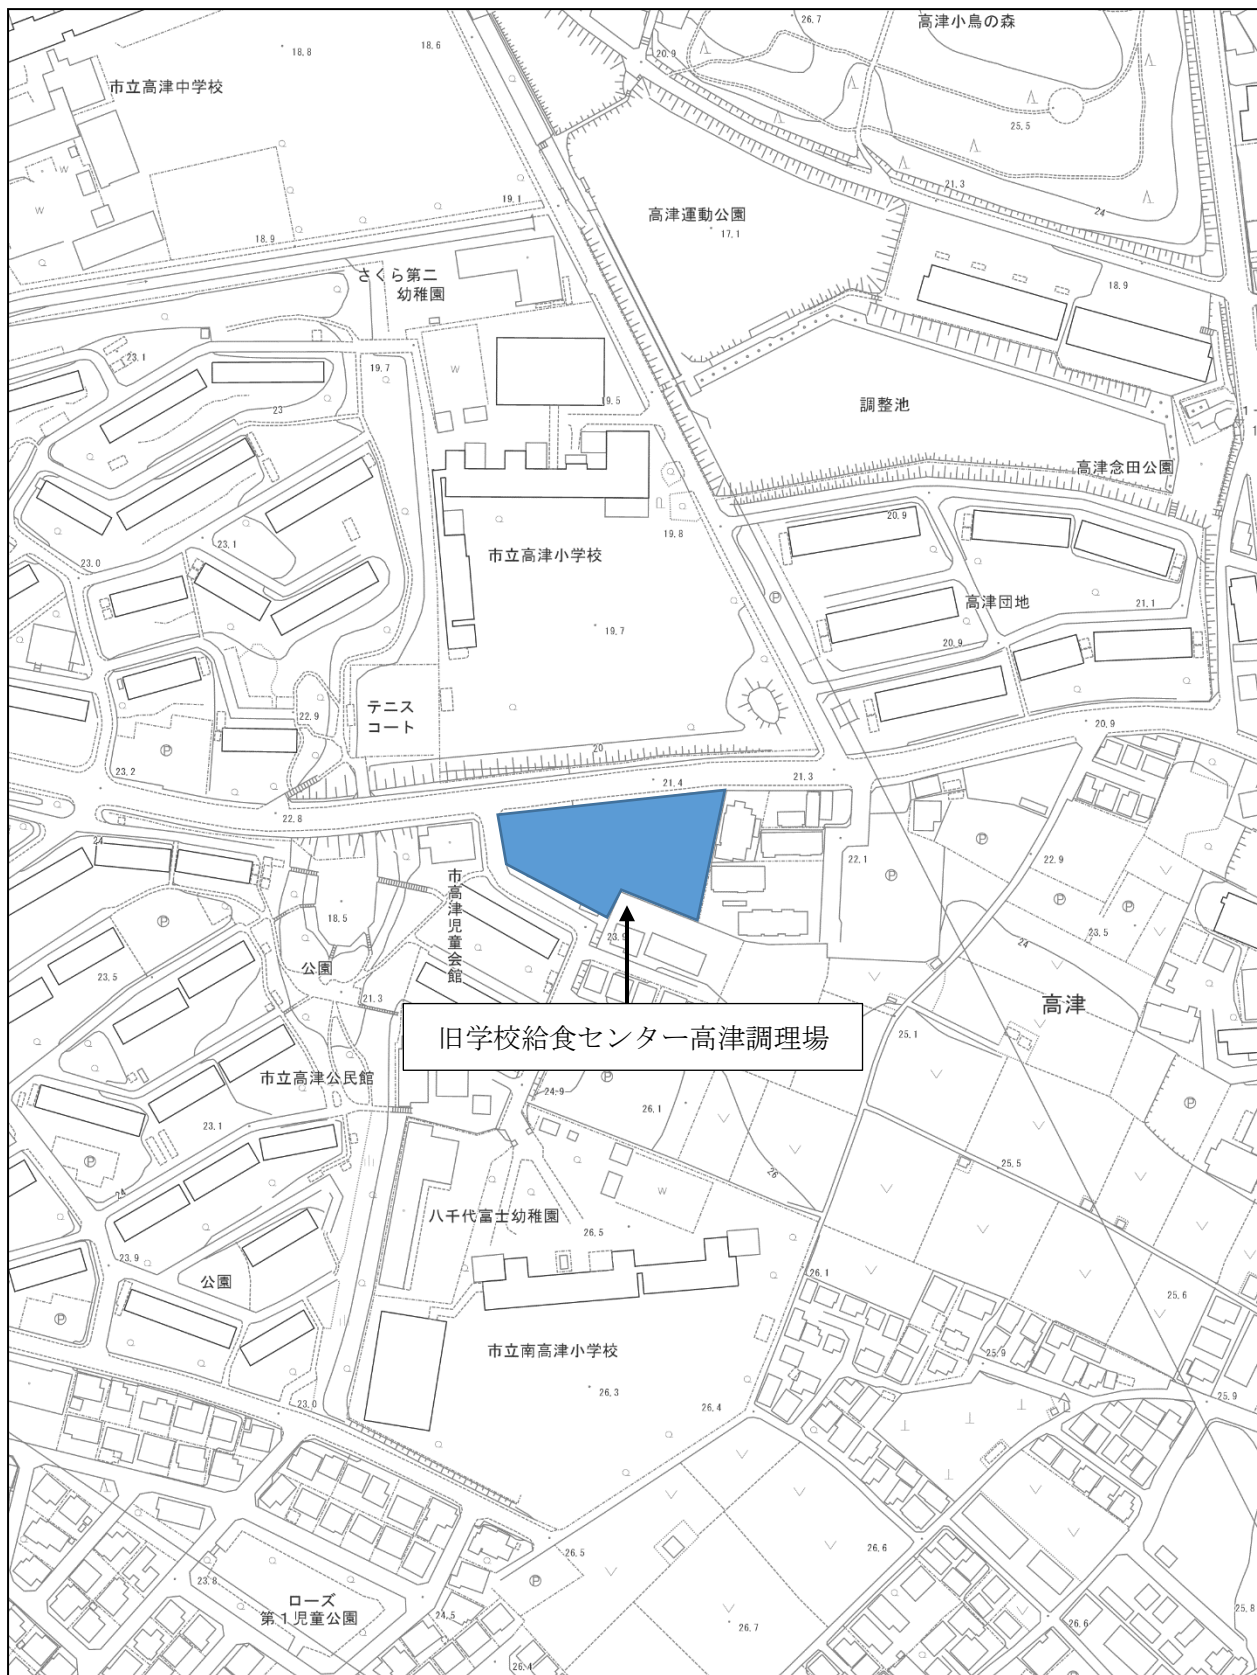 高津小鳥の森
26.7
18.8
18.6
20.9
市立高津中学校
W
25.5
21.3
19.1
W
24
高津運動公園
17.1
18.9
さくら第二
幼稚園
18.9
23.1
19.7
W
19.5
23
調整池
高津念田公園
20.9
19.8
23.1
市立高津小学校
23.0
P
高津団地
21.1
19.7
20.9
テニス
コート
22.9
20.9
P
23.2
20
21.4
21.3
22.8
P
24
22.1
22.9
P
市高津児童会館
P
P
18.5
23.9
23.5
24
23.5
公園
21.3
高津
旧学校給食センター高津調理場
25.1
市立高津公民館
P
24.9
26.1
P
23.1
25.5
P
26
24
W
八千代富士幼稚園
26.5
23.9
公園
26.1
25.6
P
市立南高津小学校
25.9
26.3
25.9
23.0
26.4
26.5
26.6
P
23.8
ローズ
第1児童公園
24.5
25.8
26.7
26.6
26.4